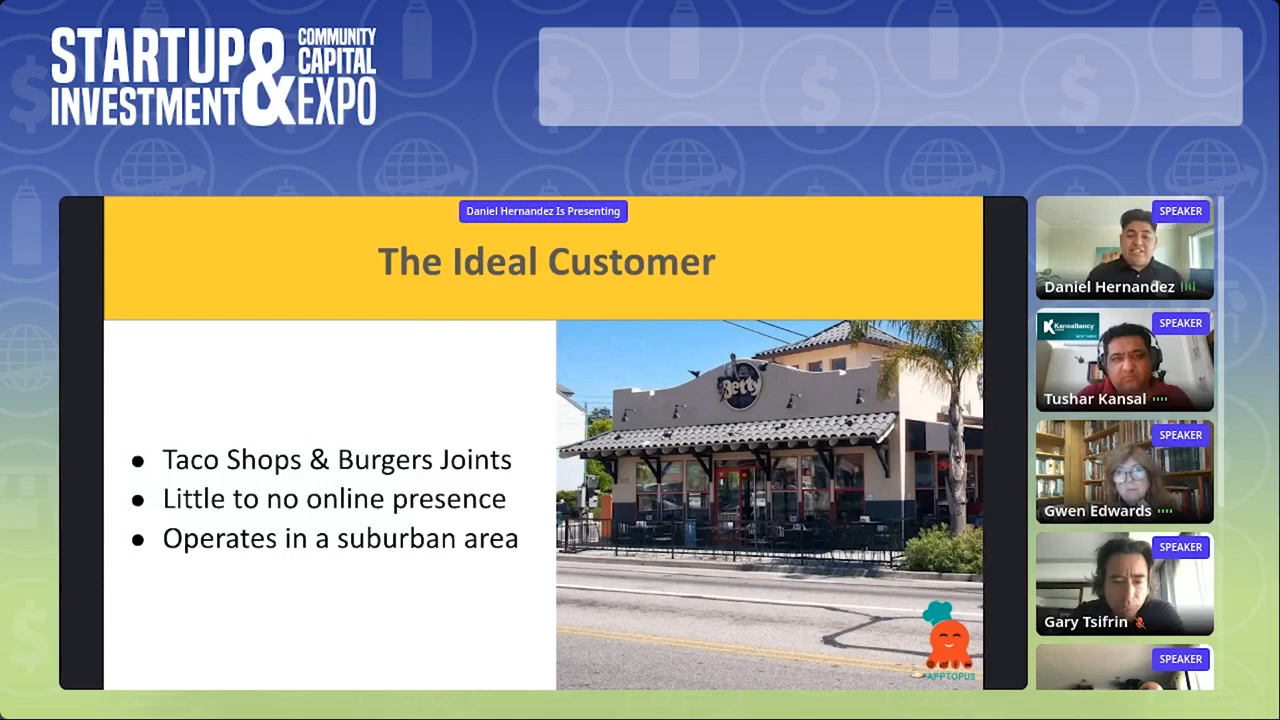 STARTUP & COMMUNITY
CAPITAL
INVESTMENT EXPO
Daniel Hernandez Is Presenting
The Ideal Customer
● Taco Shops & Burgers Joints
● Little to no online presence
● Operates in a suburban area
Betty
APPTOPUS
SPEAKER
Daniel Hernandez
Kansaltancy
SPEAKER
Tushar Kansal
SPEAKER
Gwen Edwards
SPEAKER
Gary Tsifrin
SPEAKER